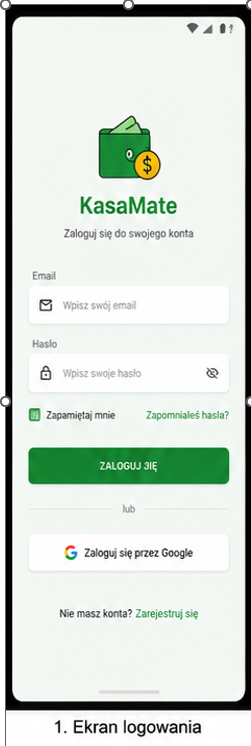 $
KasaMate
Zaloguj się do swojego konta
Email
Wpisz swój email
Hasło
Wpisz swoje hasło
Zapamiętaj mnie
Zapomniałeś hasła?
ZALOGUJ 3IĘ
lub
Zaloguj się przez Google
Nie masz konta? Zarejestruj się
1. Ekran logowania